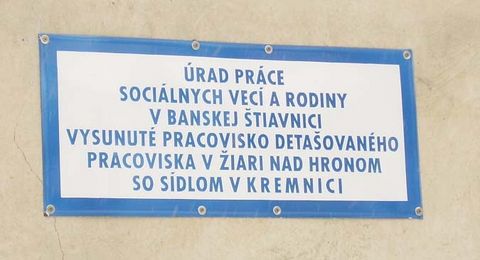 ÚRAD PRÁCE
SOCIÁLNYCH VECÍ A RODINY
V BANSKEJ ŠTIAVNICI
VYSUNUTÉ PRACOVISKO DETAŠOVANÉHO
PRACOVISKA V ŽIARI NAD HRONOM
SO SÍDLOM V KREMNICI